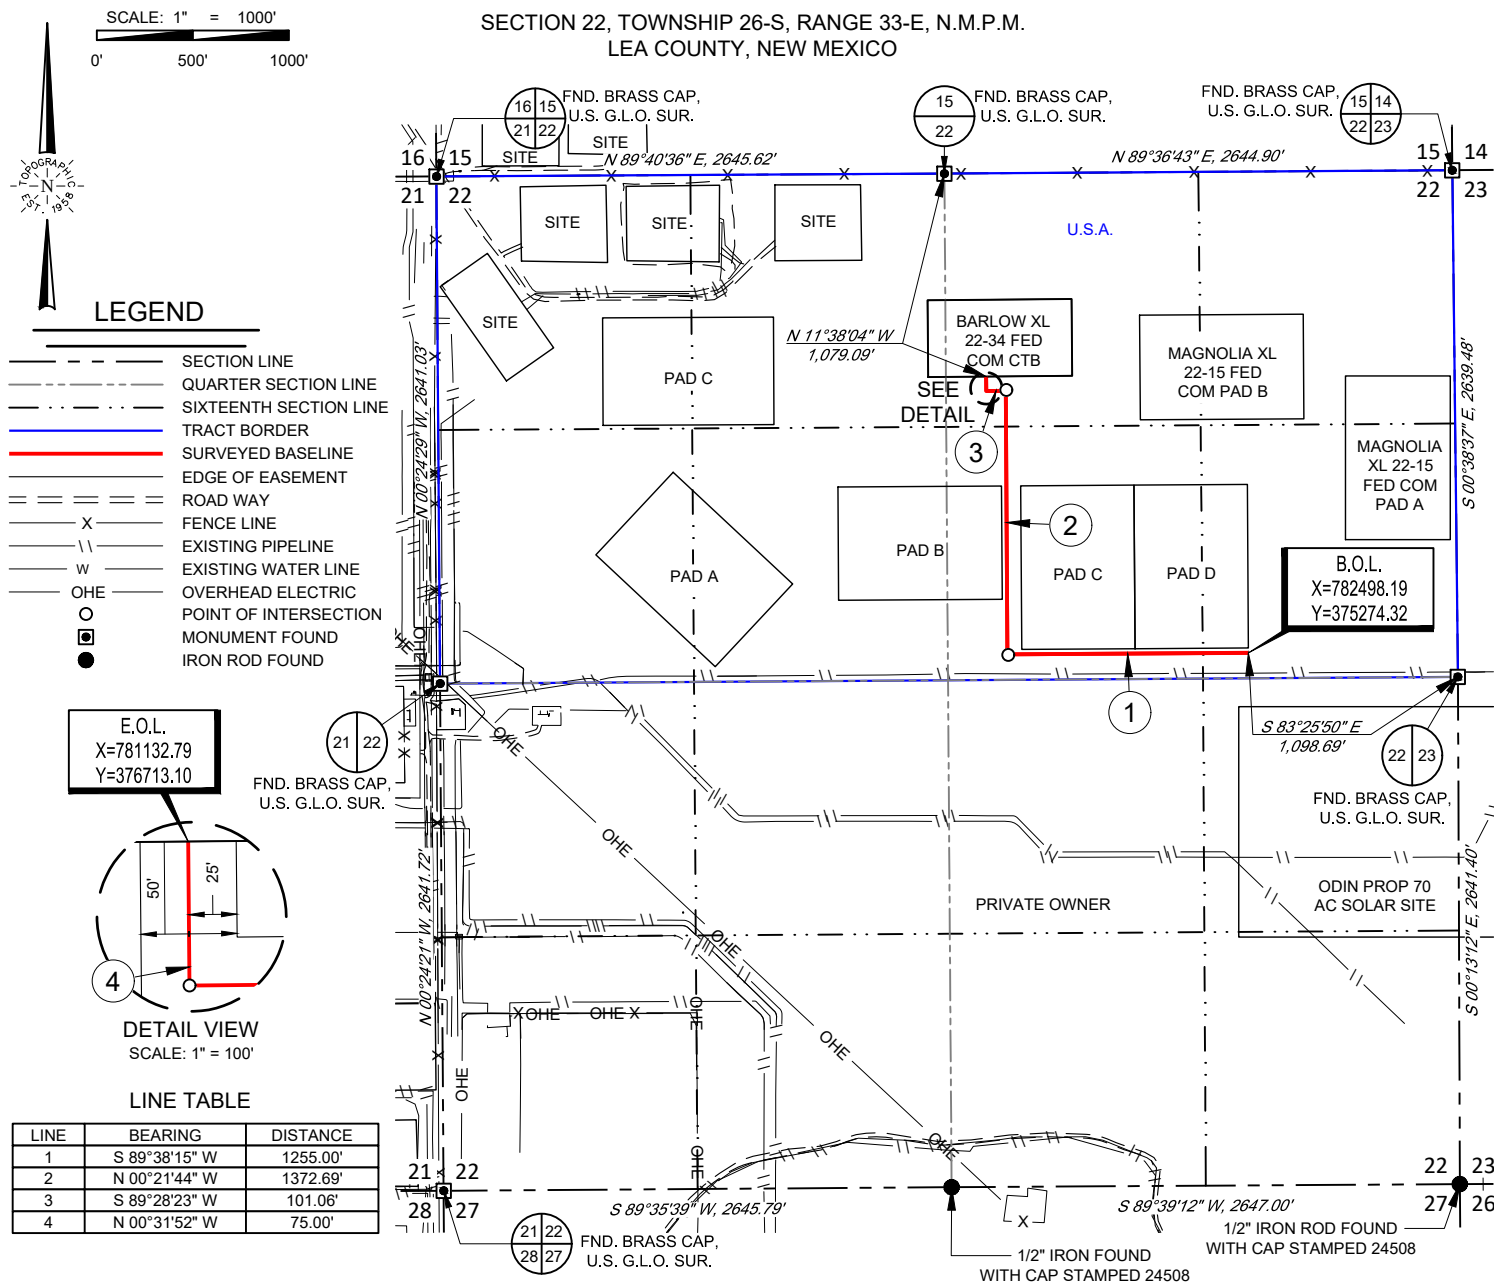 SCALE: 1" = 1000'
0' 500' 1000'
SECTION 22, TOWNSHIP 26-S, RANGE 33-E, N.M.P.M.
LEA COUNTY, NEW MEXICO
TOPOGRAPHIC
N
EST. 1958
16 15
21 22
FND. BRASS CAP,
U.S. G.L.O. SUR.
15
22
FND. BRASS CAP,
U.S. G.L.O. SUR.
FND. BRASS CAP,
U.S. G.L.O. SUR.
15 14
22 23
16 15
21 22
SITE
SITE
N 89°40'36" E, 2645.62'
N 89°36'43" E, 2644.90'
15 14
22 23
X X X X X X X X X
SITE
SITE
SITE
SITE
U.S.A.
LEGEND
SECTION LINE
QUARTER SECTION LINE
SIXTEENTH SECTION LINE
TRACT BORDER
SURVEYED BASELINE
EDGE OF EASEMENT
ROAD WAY
X FENCE LINE
\\ EXISTING PIPELINE
W EXISTING WATER LINE
OHE OVERHEAD ELECTRIC
POINT OF INTERSECTION
MONUMENT FOUND
IRON ROD FOUND
N 00°24'29" W, 2641.03'
PAD C
N 11°38'04" W
1,079.09'
BARLOW XL
22-34 FED
COM CTB
SEE
DETAIL
3
MAGNOLIA XL
22-15 FED
COM PAD B
MAGNOLIA
XL 22-15
FED COM
PAD A
S 00°38'37" E, 2639.48'
PAD A
PAD B
2
PAD C
PAD D
B.O.L.
X=782498.19
Y=375274.32
1
S 83°25'50" E
1,098.69'
22 23
FND. BRASS CAP,
U.S. G.L.O. SUR.
OHE
OHE
21 22
FND. BRASS CAP,
U.S. G.L.O. SUR.
E.O.L.
X=781132.79
Y=376713.10
50'
25'
4
DETAIL VIEW
SCALE: 1" = 100'
OHE
OHE
OHE
OHE
OHE
X OHE OHE X
OHE
OHE
OHE
N 00°24'21" W, 2641.72'
PRIVATE OWNER
ODIN PROP 70
AC SOLAR SITE
S 00°13'12" E, 2641.40'
LINE TABLE
LINE BEARING DISTANCE
1 S 89°38'15" W 1255.00'
2 N 00°21'44" W 1372.69'
3 S 89°28'23" W 101.06'
4 N 00°31'52" W 75.00'
21 22
28 27
21 22
28 27
FND. BRASS CAP,
U.S. G.L.O. SUR.
S 89°35'39" W, 2645.79'
X
1/2" IRON FOUND
WITH CAP STAMPED 24508
S 89°39'12" W, 2647.00'
1/2" IRON ROD FOUND
WITH CAP STAMPED 24508
22 23
27 26